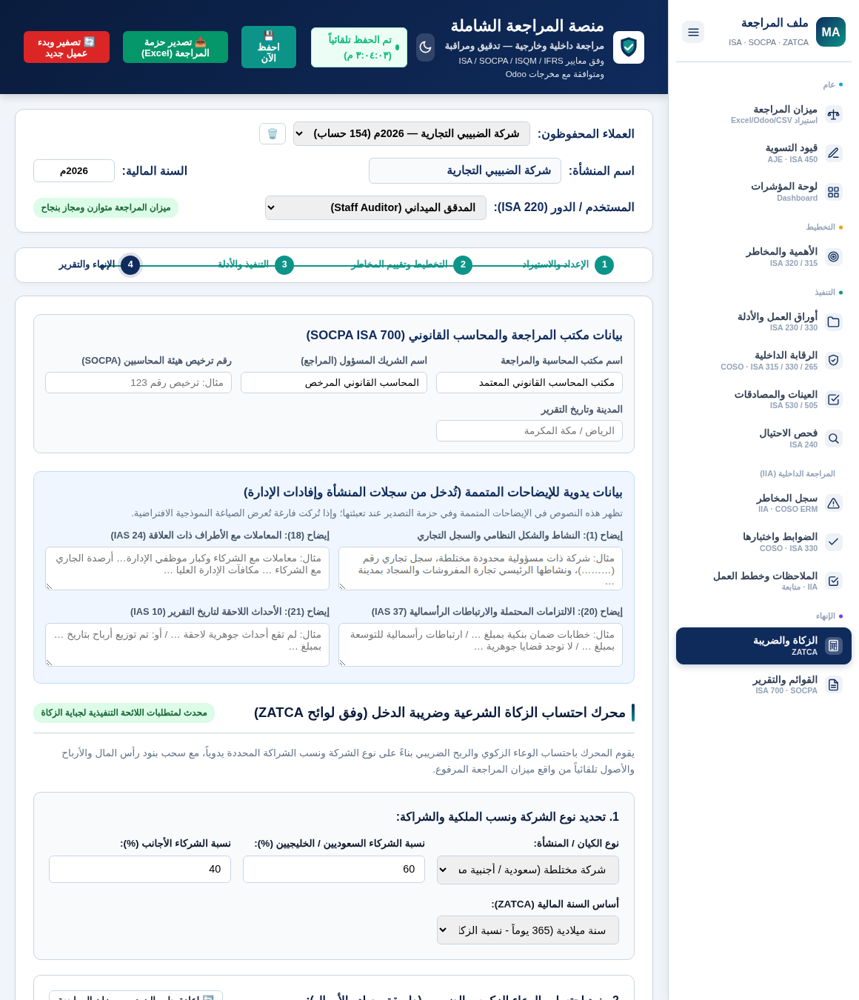 MA
ملف المراجعة
ISA · SOCPA · ZATCA
عام
ميزان المراجعة
استيراد Excel/Odoo/CSV
قيود التسوية
AJE · ISA 450
لوحة المؤشرات
Dashboard
التخطيط
الأهمية والمخاطر
ISA 320 / 315
التنفيذ
أوراق العمل والأدلة
ISA 230 / 330
الرقابة الداخلية
COSO · ISA 315 / 330 / 265
العينات والمصادقات
ISA 530 / 505
فحص الاحتيال
ISA 240
المراجعة الداخلية (IIA)
سجل المخاطر
IIA · COSO ERM
الضوابط واختبارها
COSO · ISA 330
الملاحظات وخطط العمل
IIA · متابعة
الإنهاء
الزكاة والضريبة
ZATCA
القوائم والتقرير
ISA 700 · SOCPA
منصة المراجعة الشاملة
مراجعة داخلية وخارجية — تدقيق ومراقبة
وفق معايير ISA / SOCPA / ISQM / IFRS
ومتوافقة مع مخرجات Odoo
تم الحفظ تلقائياً
(٣:٠٤:٠٣ م)
💾
احفظ
الآن
📥 تصدير حزمة
المراجعة (Excel)
🔄 تصفير وبدء
عميل جديد
العملاء المحفوظون:
شركة الضبيبي التجارية — 2026م (154 حساب)
اسم المنشأة:
شركة الضبيبي التجارية
السنة المالية:
2026م
المستخدم / الدور (ISA 220):
المدقق الميداني (Staff Auditor)
ميزان المراجعة متوازن ومجاز بنجاح
1 الإعداد والاستيراد
2 التخطيط وتقييم المخاطر
3 التنفيذ والأدلة
4 الإنهاء والتقرير
بيانات مكتب المراجعة والمحاسب القانوني (SOCPA ISA 700)
اسم مكتب المحاسبة والمراجعة
اسم الشريك المسؤول (المراجع)
رقم ترخيص هيئة المحاسبين (SOCPA)
مكتب المحاسب القانوني المعتمد
المحاسب القانوني المرخص
مثال: ترخيص رقم 123
المدينة وتاريخ التقرير
الرياض / مكة المكرمة
بيانات يدوية للإيضاحات المتممة (تُدخل من سجلات المنشأة وإفادات الإدارة)
تظهر هذه النصوص في الإيضاحات المتممة وفي حزمة التصدير عند تعبئتها؛ وإذا تُركت فارغة تُعرض الصياغة النموذجية الافتراضية.
إيضاح (1): النشاط والشكل النظامي والسجل التجاري
إيضاح (18): المعاملات مع الأطراف ذات العلاقة (IAS 24)
مثال: شركة ذات مسؤولية محدودة مختلطة، سجل تجاري رقم
(………)، ونشاطها الرئيسي تجارة المفروشات والسجاد بمدينة
…
مثال: معاملات مع الشركاء وكبار موظفي الإدارة… أرصدة الجاري
مع الشركاء … مكافآت الإدارة العليا …
إيضاح (20): الالتزامات المحتملة والارتباطات الرأسمالية (IAS 37)
إيضاح (21): الأحداث اللاحقة لتاريخ التقرير (IAS 10)
مثال: خطابات ضمان بنكية بمبلغ … / ارتباطات رأسمالية للتوسعة
بمبلغ … / لا توجد قضايا جوهرية …
مثال: لم تقع أحداث جوهرية لاحقة … / أو: تم توزيع أرباح بتاريخ …
بمبلغ …
محرك احتساب الزكاة الشرعية وضريبة الدخل (وفق لوائح ZATCA)
محدث لمتطلبات اللائحة التنفيذية لجباية الزكاة
يقوم المحرك باحتساب الوعاء الزكوي والربح الضريبي بناءً على نوع الشركة ونسب الشراكة المحددة يدوياً، مع سحب بنود رأس المال والأرباح
والأصول تلقائياً من واقع ميزان المراجعة المرفوع.
1. تحديد نوع الشركة ونسب الملكية والشراكة:
نوع الكيان / المنشأة:
نسبة الشركاء السعوديين / الخليجيين (%):
نسبة الشركاء الأجانب (%):
شركة مختلطة (سعودية / أجنبية
60
40
أساس السنة المالية (ZATCA):
سنة ميلادية (365 يوماً - نسبة